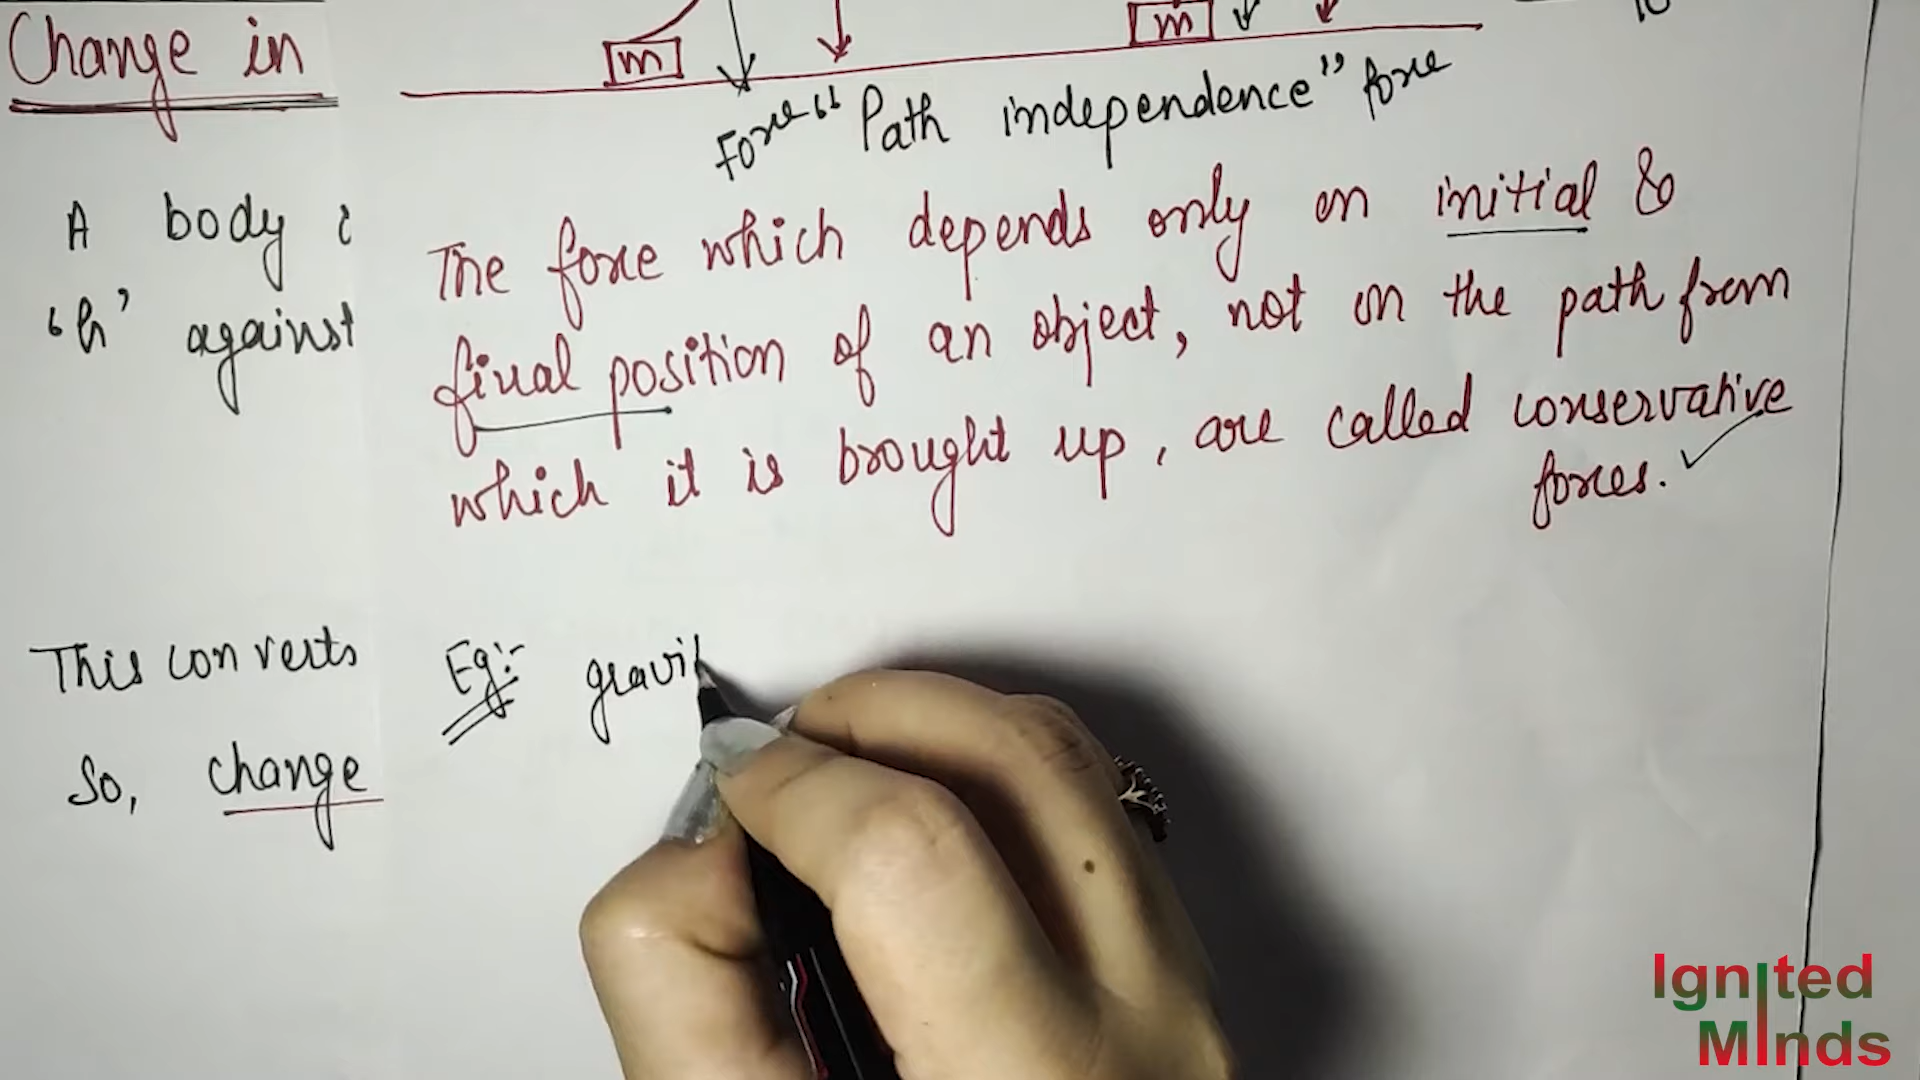 Change in
m
m
10
Force "Path independence" force
A body
The force which depends only on initial &
'h' against
final position of an object, not on the path from
which it is brought up, are called conservative
forces.
This converts
Eg:- gravit
So, change
Ignited
Minds